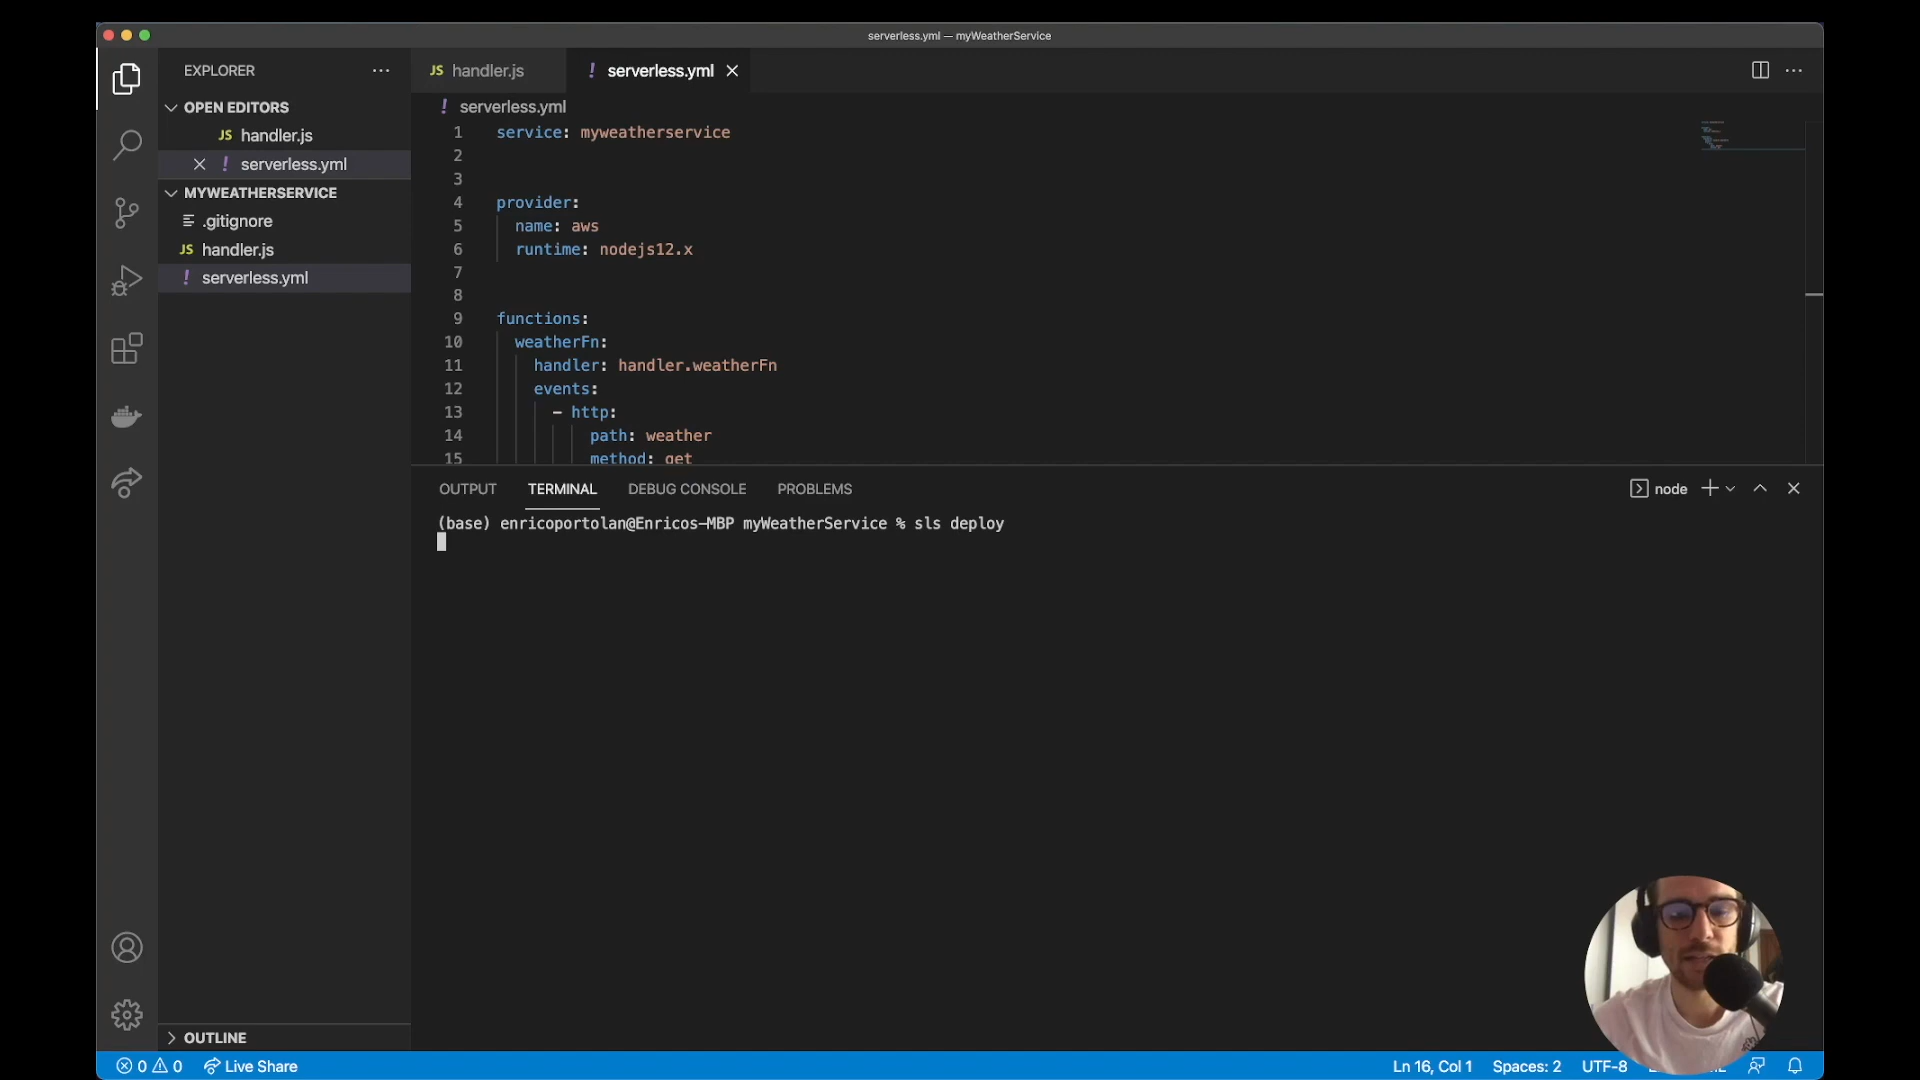 serverless.yml — myWeatherService
EXPLORER
OPEN EDITORS
JS handler.js
! serverless.yml
MYWEATHERSERVICE
.gitignore
JS handler.js
! serverless.yml
OUTLINE
JS handler.js
! serverless.yml
! serverless.yml
1 service: myweatherservice
2
3
4 provider:
5 name: aws
6 runtime: nodejs12.x
7
8
9 functions:
10 weatherFn:
11 handler: handler.weatherFn
12 events:
13 - http:
14 path: weather
15 method: get
OUTPUT TERMINAL DEBUG CONSOLE PROBLEMS
node
(base) enricoportolan@Enricos-MBP myWeatherService % sls deploy
0 0 Live Share
Ln 16, Col 1 Spaces: 2 UTF-8